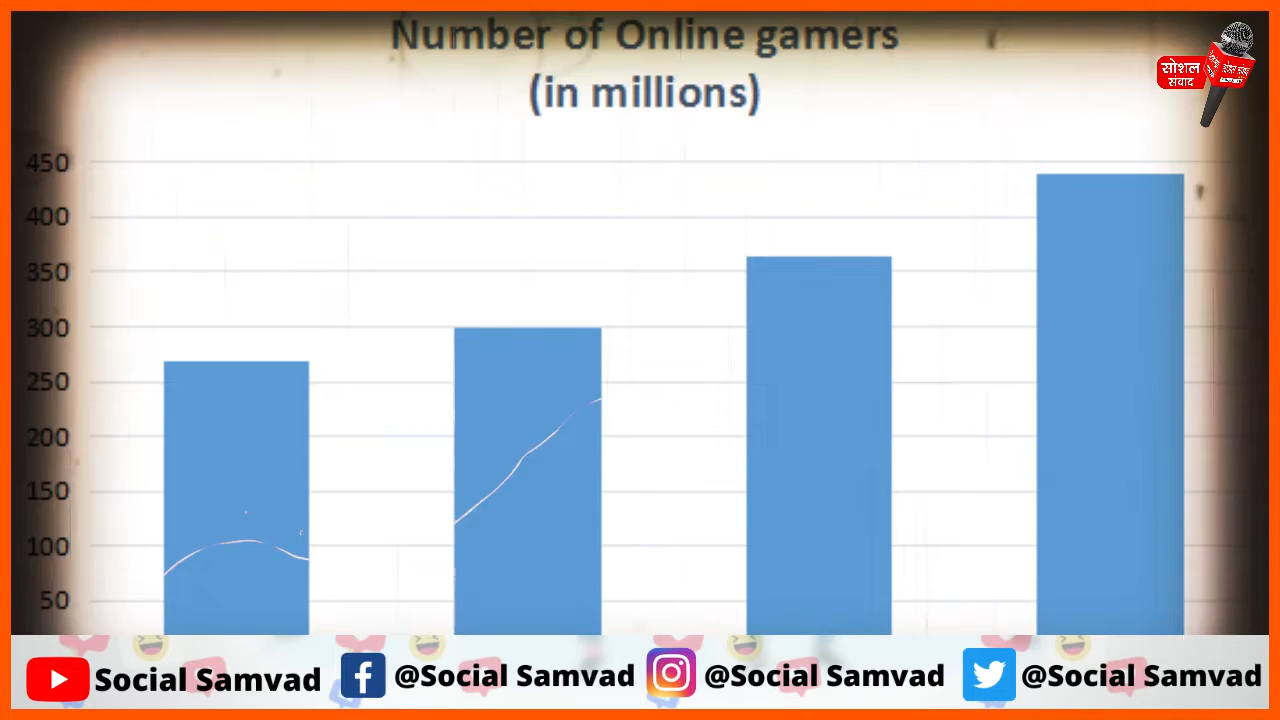 Number of Online gamers
(in millions)
सोशल
संवाद
450
400
350
300
250
200
150
100
50
Social Samvad
@Social Samvad
@Social Samvad
@Social Samvad